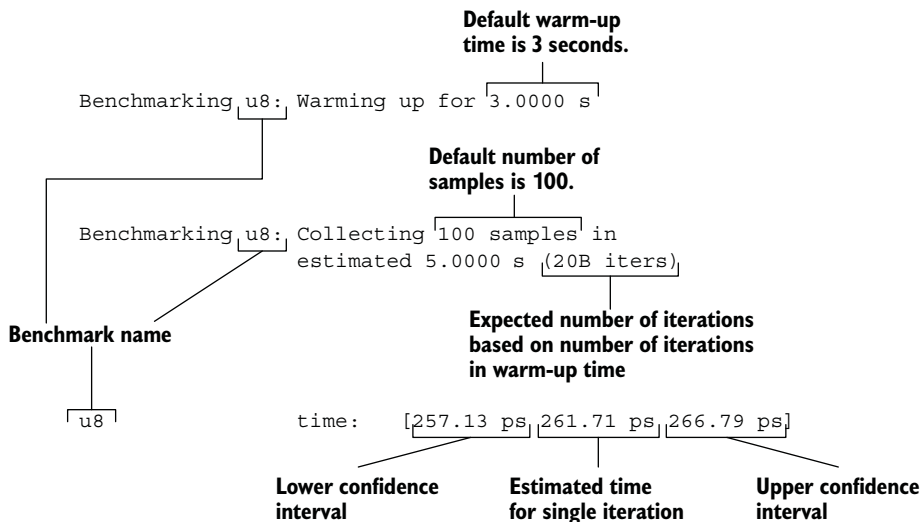 Default warm-up
time is 3 seconds.
Benchmarking u8: Warming up for 3.0000 s
Default number of
samples is 100.
Benchmarking u8: Collecting 100 samples in
estimated 5.0000 s (20B iters)
Expected number of iterations
based on number of iterations
in warm-up time
Benchmark name
u8 time: [257.13 ps 261.71 ps 266.79 ps]
Lower confidence
interval
Estimated time
for single iteration
Upper confidence
interval